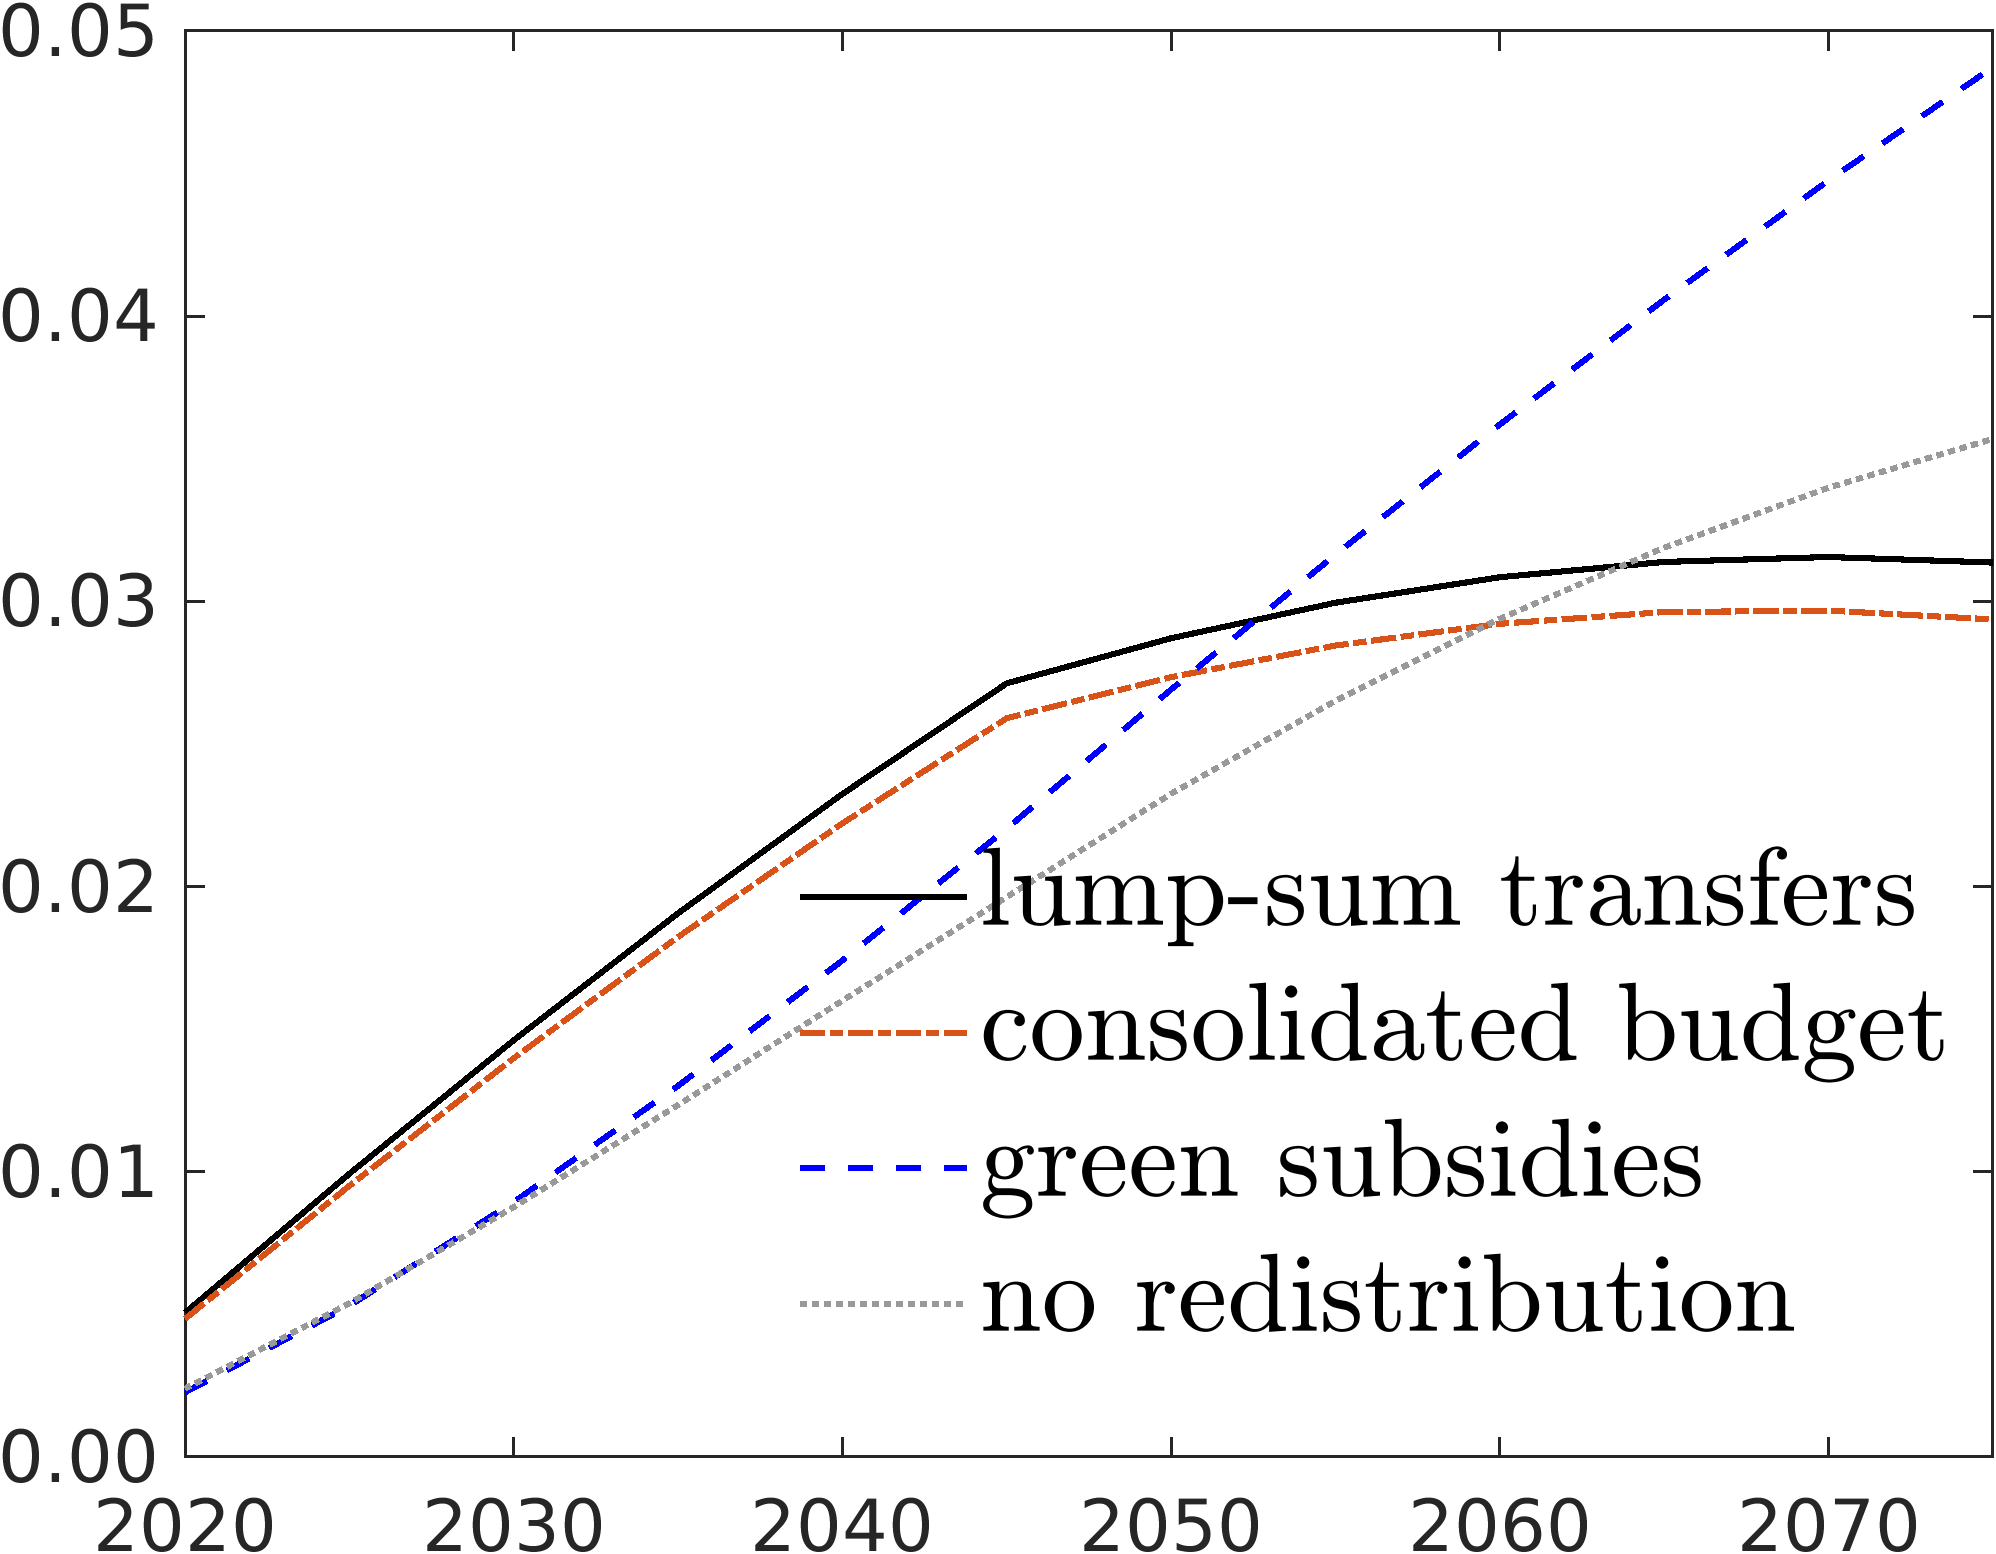 0.05
0.04
0.03
0.02
0.01
0.00
2020 2030 2040 2050 2060 2070
lump-sum transfers
consolidated budget
green subsidies
no redistribution